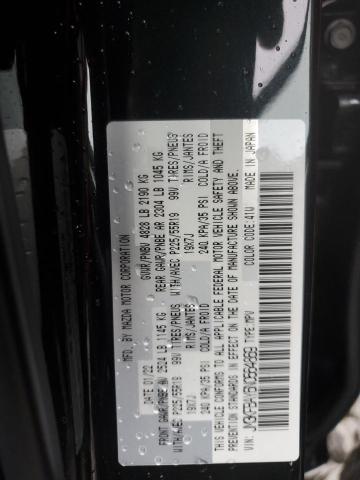 MFD. BY MAZDA MOTOR CORPORATION
DATE 01/22 GVWR/PNBV 4828 LB 2190 KG
FRONT GAWR/PNBE AV 2524 LB 1145 KG REAR GAWR/PNBE AR 2304 LB 1045 KG
WITH/AVEC P225/55R19 99V TIRES/PNEUS WITH/AVEC P225/55R19 99V TIRES/PNEUS
19X7J RIMS/JANTES 19X7J RIMS/JANTES
240 KPA/35 PSI COLD/A FROID 240 KPA/35 PSI COLD/A FROID
THIS VEHICLE CONFORMS TO ALL APPLICABLE FEDERAL MOTOR VEHICLE SAFETY AND THEFT
PREVENTION STANDARDS IN EFFECT ON THE DATE OF MANUFACTURE SHOWN ABOVE.
VIN: TYPE:MPV COLOR CODE:41W MADE IN JAPAN